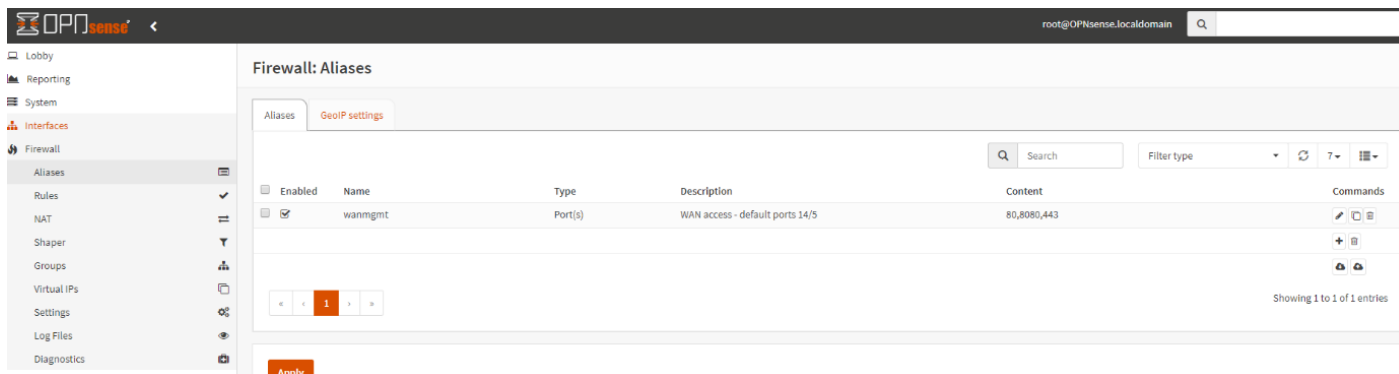 OPNsense
root@OPNsense.localdomain
Lobby
Reporting
System
Interfaces
Firewall
Aliases
Rules
NAT
Shaper
Groups
Virtual IPs
Settings
Log Files
Diagnostics
Firewall: Aliases
Aliases GeoIP settings
Search Filter type 7
Enabled Name Type Description Content Commands
wanmgmt Port(s) WAN access - default ports 14/5 80,8080,443
« ‹ 1 › »
Showing 1 to 1 of 1 entries
Apply